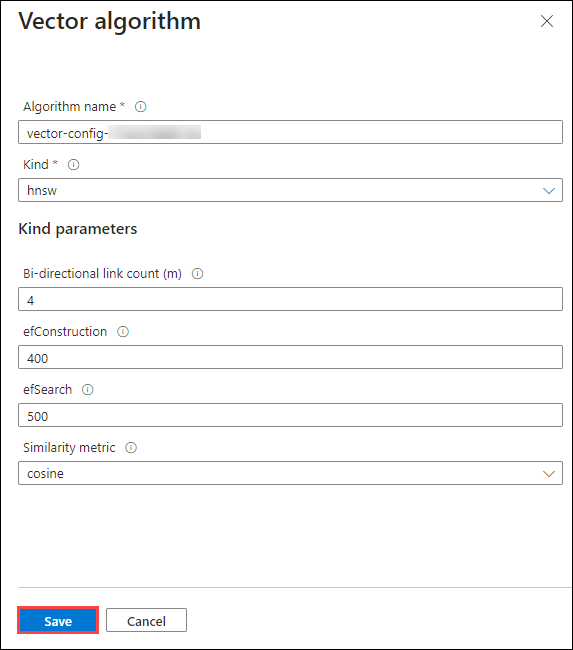 Vector algorithm
Algorithm name *
vector-config-
Kind *
hnsw
Kind parameters
Bi-directional link count (m)
4
efConstruction
400
efSearch
500
Similarity metric
cosine
Save
Cancel